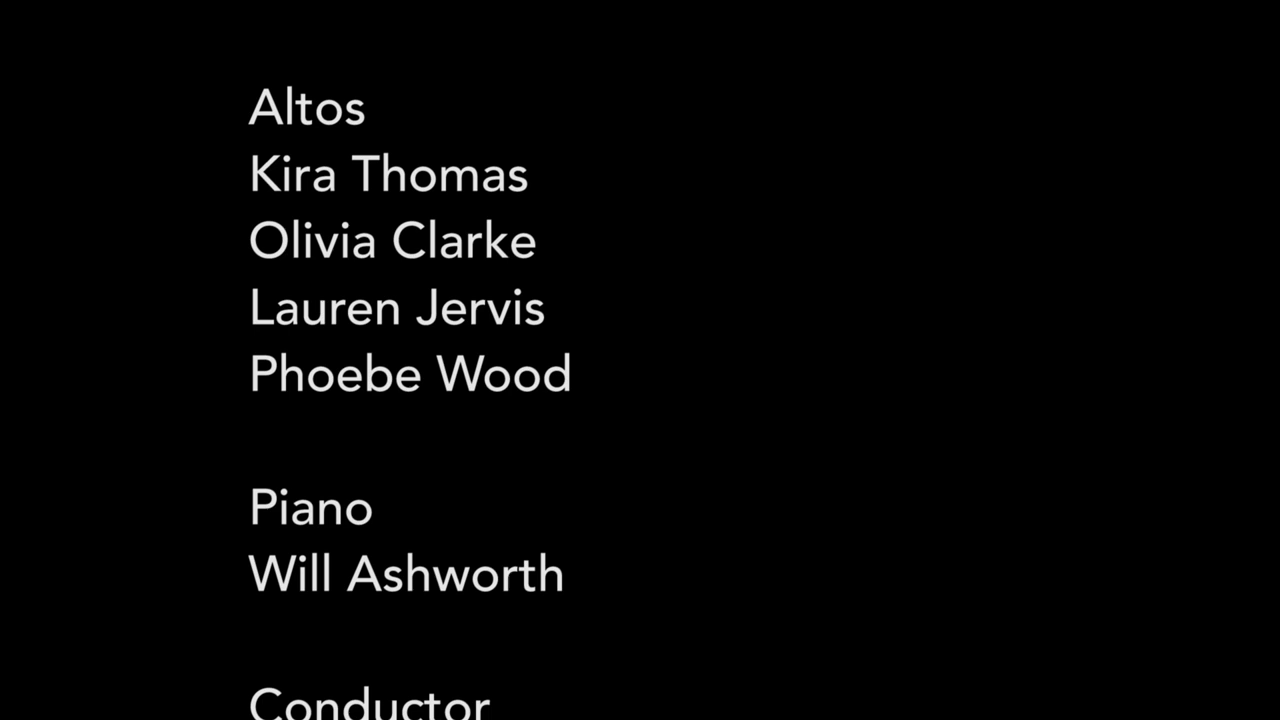 Altos
Kira Thomas
Olivia Clarke
Lauren Jervis
Phoebe Wood
Piano
Will Ashworth
Conductor